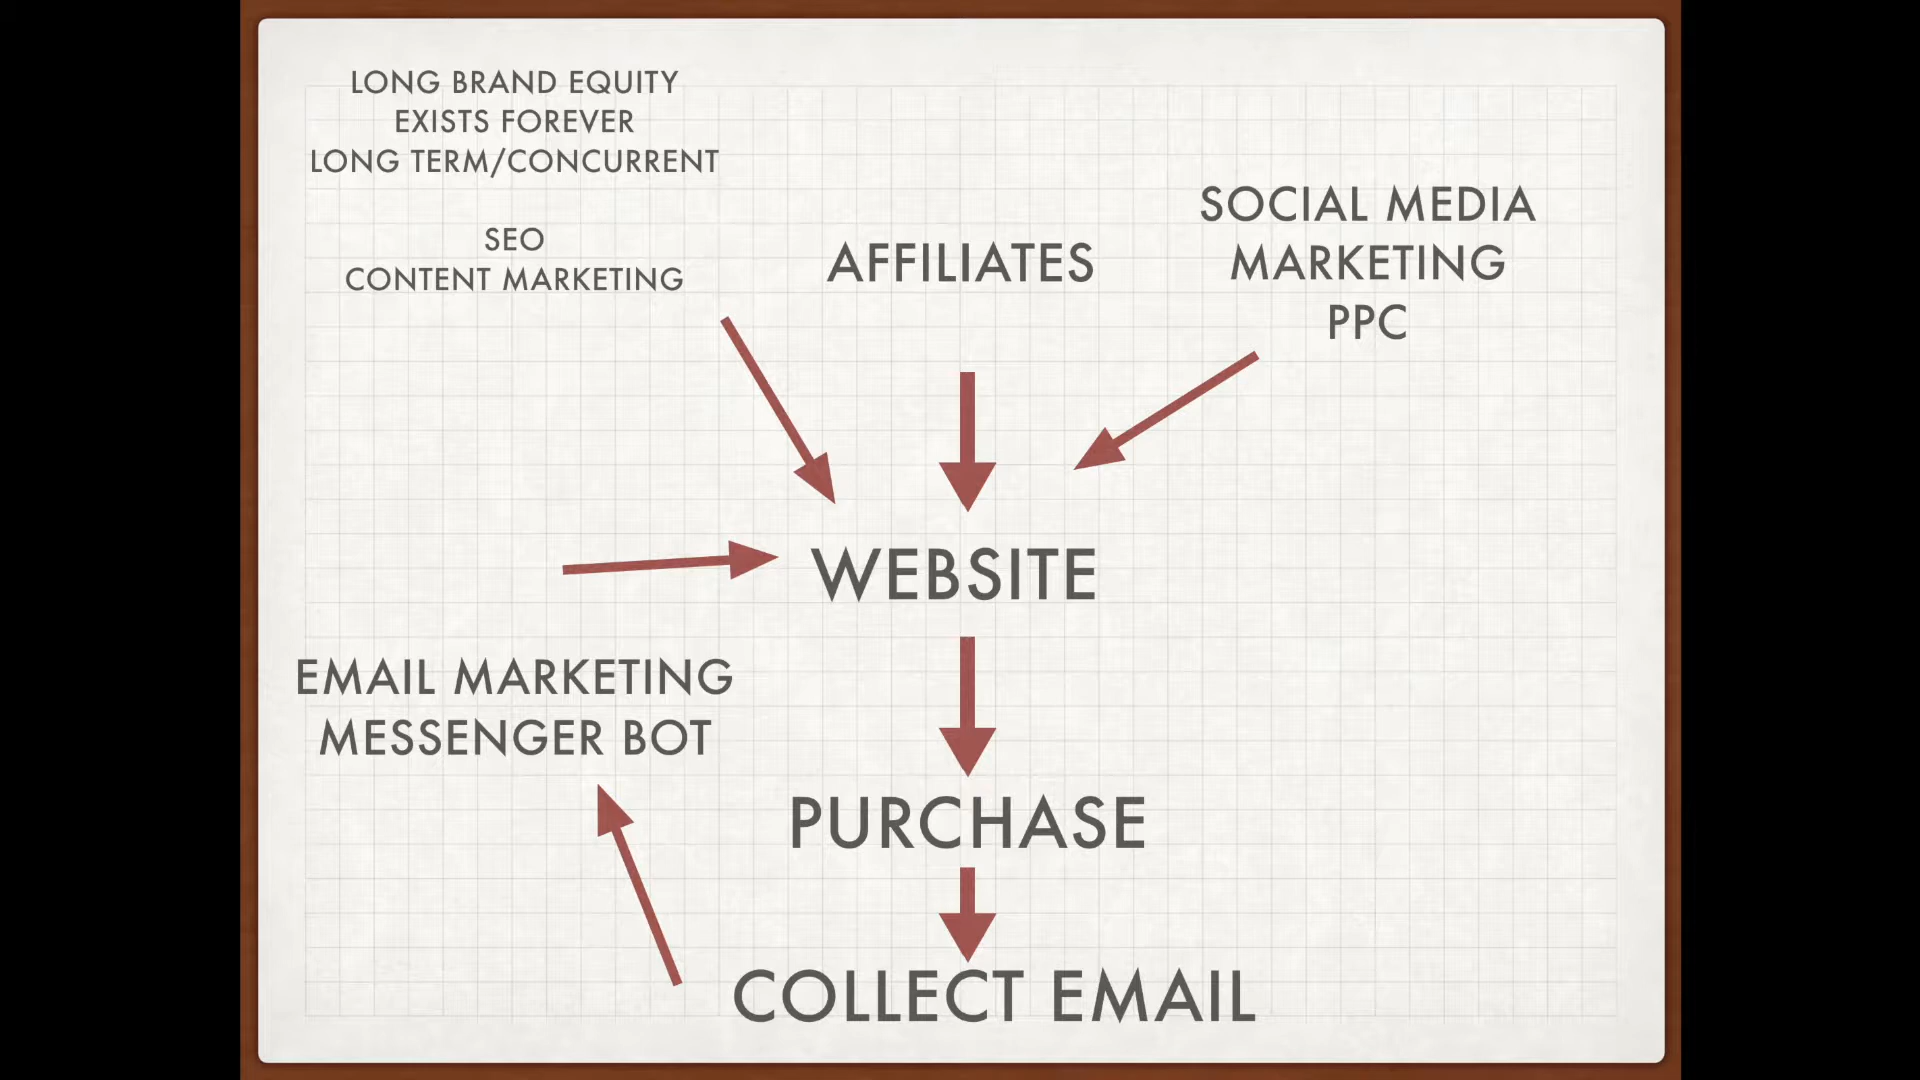 LONG BRAND EQUITY
EXISTS FOREVER
LONG TERM/CONCURRENT
SEO
CONTENT MARKETING
AFFILIATES
SOCIAL MEDIA
MARKETING
PPC
WEBSITE
EMAIL MARKETING
MESSENGER BOT
PURCHASE
COLLECT EMAIL